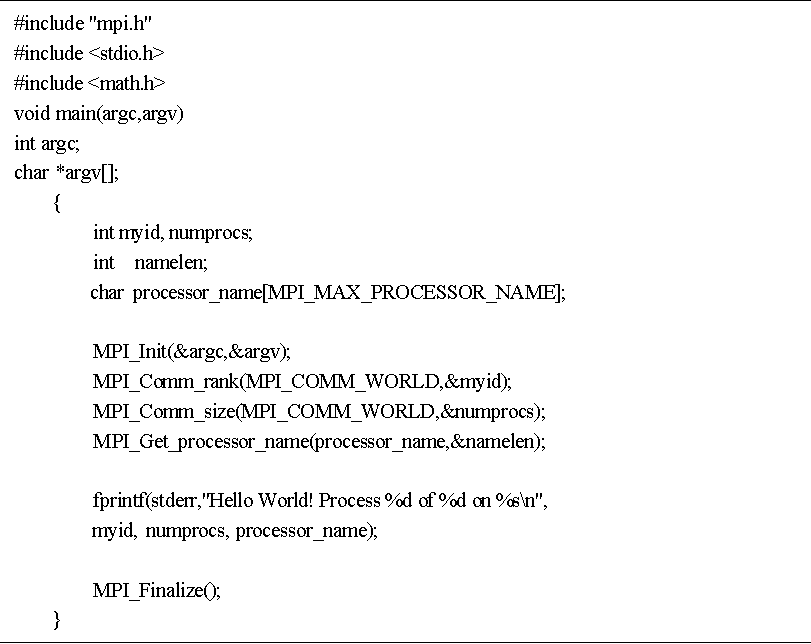 #include "mpi.h"
#include <stdio.h>
#include <math.h>
void main(argc,argv)
int argc;
char *argv[];
{
int myid, numprocs;
int namelen;
char processor_name[MPI_MAX_PROCESSOR_NAME];
MPI_Init(&argc,&argv);
MPI_Comm_rank(MPI_COMM_WORLD,&myid);
MPI_Comm_size(MPI_COMM_WORLD,&numprocs);
MPI_Get_processor_name(processor_name,&namelen);
fprintf(stderr,"Hello World! Process %d of %d on %s\n",
myid, numprocs, processor_name);
MPI_Finalize();
}